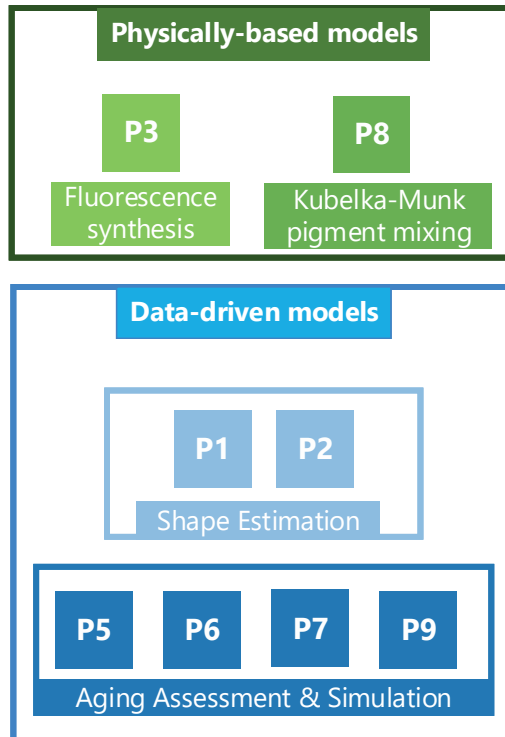 Physically-based models
P3 P8
Fluorescence
synthesis
Kubelka-Munk
pigment mixing
Data-driven models
P1 P2
Shape Estimation
P5 P6 P7 P9
Aging Assessment & Simulation